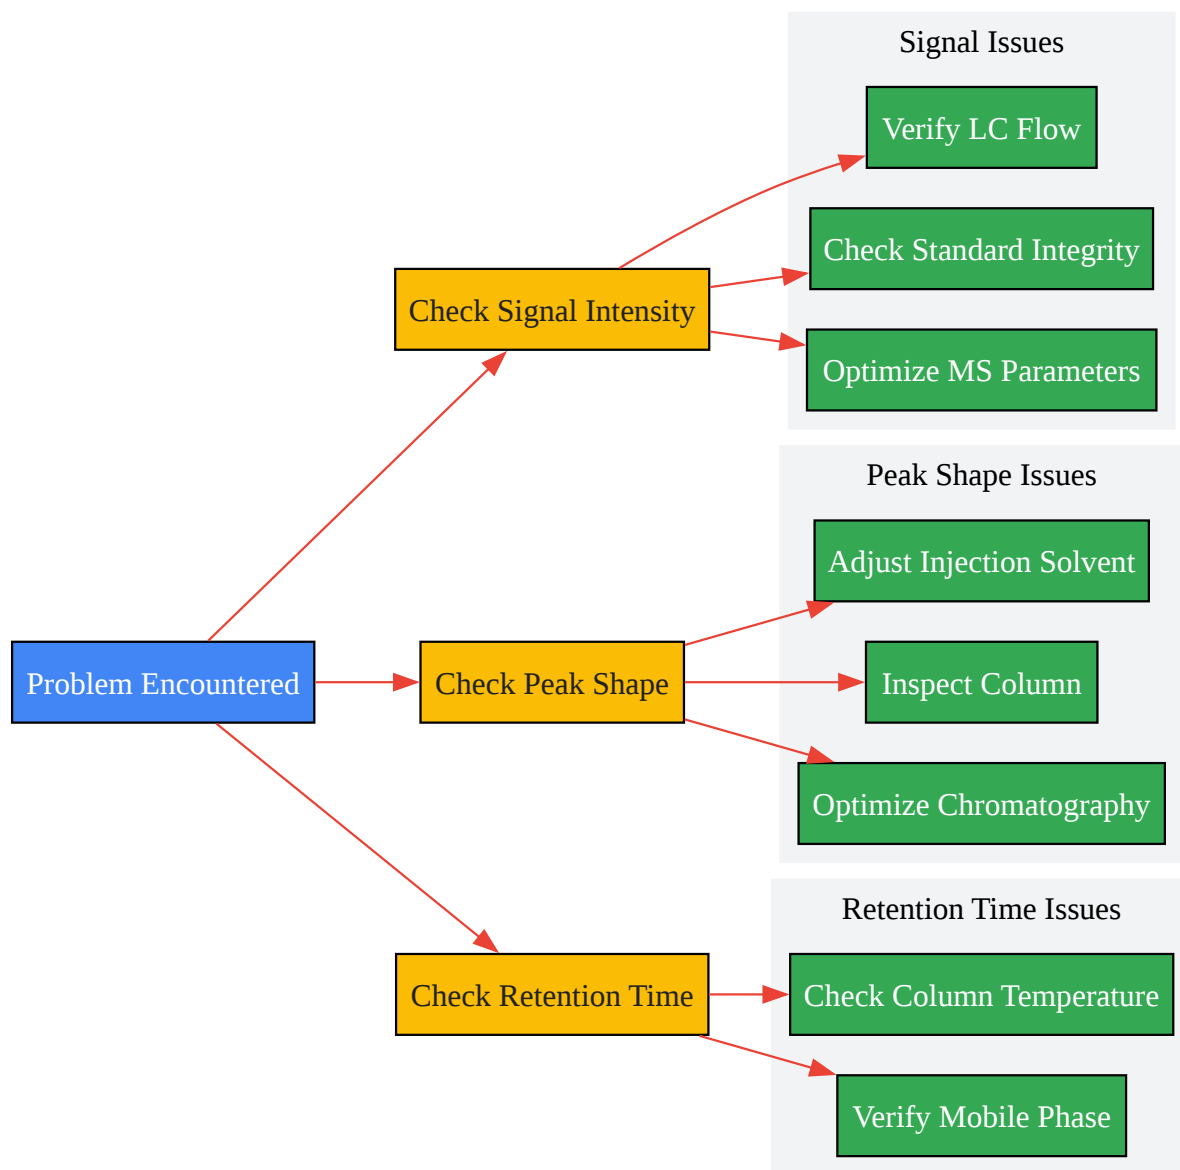 Signal Issues
Verify LC Flow
Check Standard Integrity
Check Signal Intensity
Optimize MS Parameters
Peak Shape Issues
Adjust Injection Solvent
Problem Encountered
Check Peak Shape
Inspect Column
Optimize Chromatography
Retention Time Issues
Check Retention Time
Check Column Temperature
Verify Mobile Phase